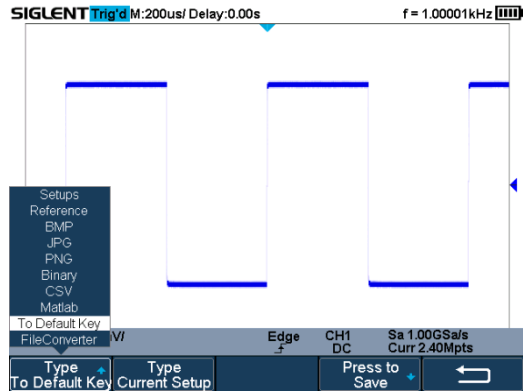 SIGLENT Trig'd M:200us/ Delay:0.00s f = 1.00001kHz
Setups
Reference
BMP
JPG
PNG
Binary
CSV
Matlab
To Default Key
FileConverter
V/ Edge CH1 Sa 1.00GSa/s
DC Curr 2.40Mpts
Type Type Press to
To Default Key Current Setup Save